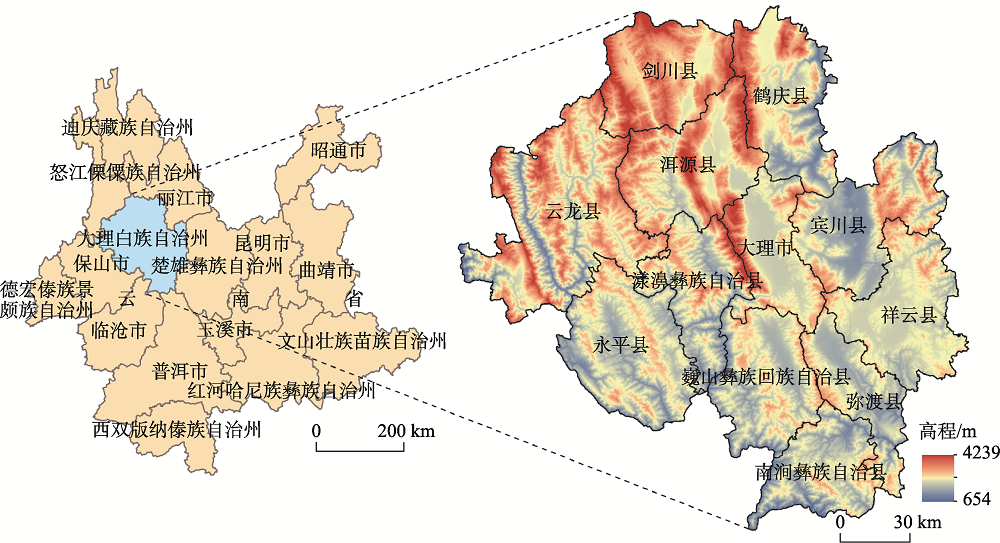 迪庆藏族自治州
怒江傈僳族自治州
丽江市
昭通市
大理白族自治州
保山市
楚雄彝族自治州
昆明市
曲靖市
德宏傣族景
颇族自治州
云
南
省
临沧市
玉溪市
文山壮族苗族自治州
普洱市
红河哈尼族彝族自治州
西双版纳傣族自治州
0 200 km
剑川县
鹤庆县
洱源县
云龙县
宾川县
大理市
漾濞彝族自治县
祥云县
永平县
巍山彝族回族自治县
弥渡县
南涧彝族自治县
高程/m
4239
654
0 30 km